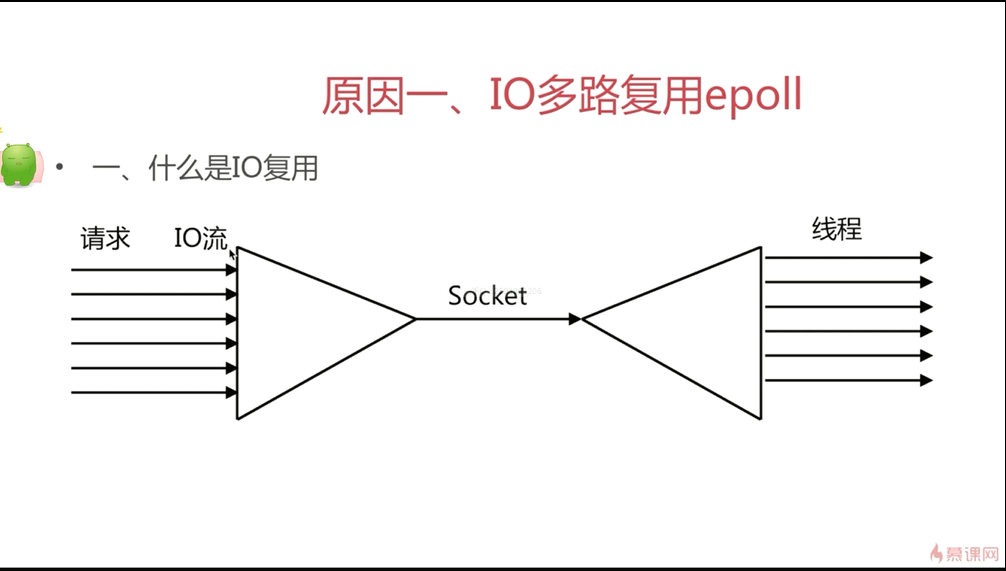 原因一、IO多路复用epoll
• 一、什么是IO复用
请求 IO流
线程
Socket
慕课网